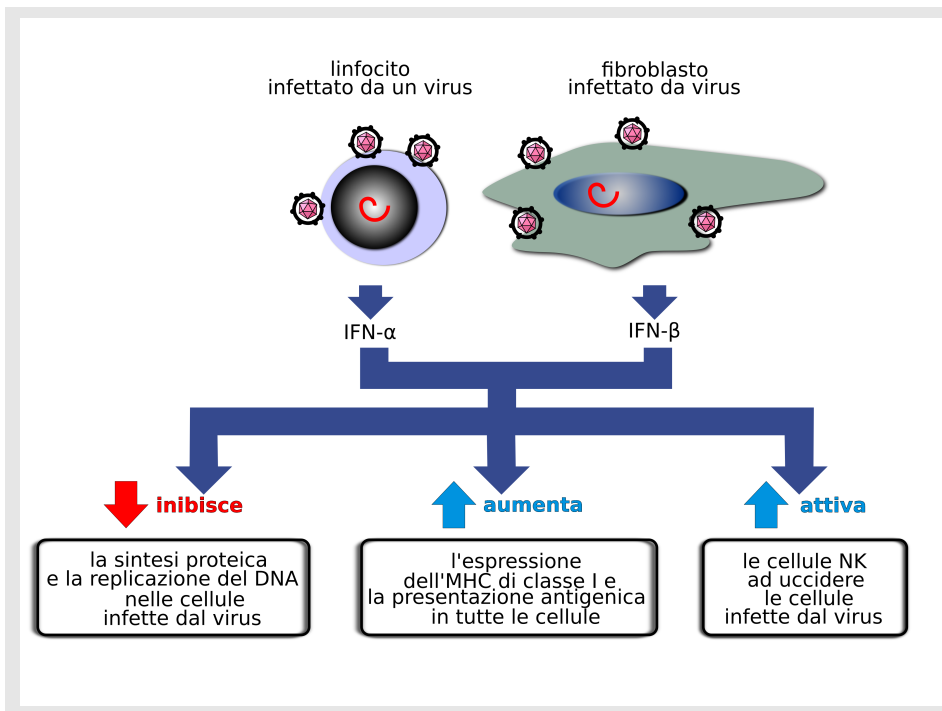 linfocito
infettato da un virus
fibroblasto
infettato da virus
IFN-α
IFN-β
inibisce
aumenta
attiva
la sintesi proteica
e la replicazione del DNA
nelle cellule
infette dal virus
l'espressione
dell'MHC di classe I e
la presentazione antigenica
in tutte le cellule
le cellule NK
ad uccidere
le cellule
infette dal virus